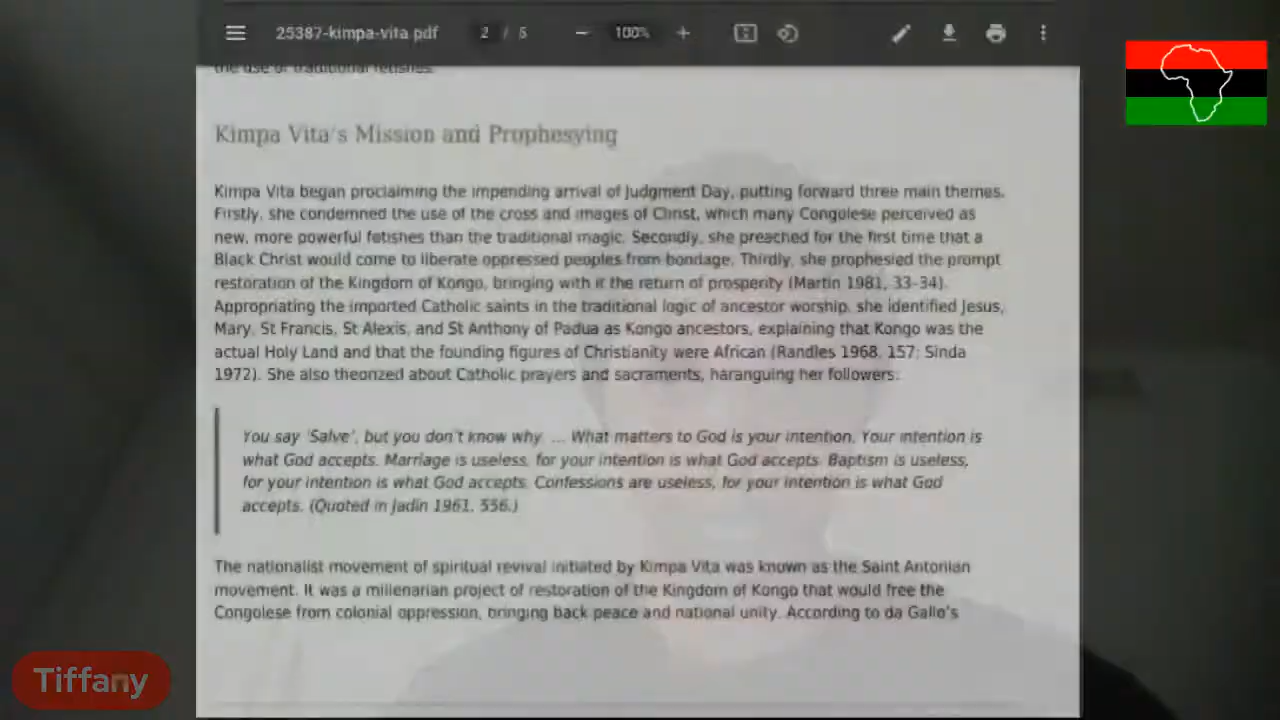 25387-kimpa-vita.pdf 2 / 5 100%
the use of traditional fetishes.
Kimpa Vita's Mission and Prophesying
Kimpa Vita began proclaiming the impending arrival of Judgment Day, putting forward three main themes.
Firstly, she condemned the use of the cross and images of Christ, which many Congolese perceived as
new, more powerful fetishes than the traditional magic. Secondly, she preached for the first time that a
Black Christ would come to liberate oppressed peoples from bondage. Thirdly, she prophesied the prompt
restoration of the Kingdom of Kongo, bringing with it the return of prosperity (Martin 1981, 33-34).
Appropriating the imported Catholic saints in the traditional logic of ancestor worship, she identified Jesus,
Mary, St Francis, St Alexis, and St Anthony of Padua as Kongo ancestors, explaining that Kongo was the
actual Holy Land and that the founding figures of Christianity were African (Randles 1968, 157; Sinda
1972). She also theorized about Catholic prayers and sacraments, haranguing her followers:
You say 'Salve', but you don't know why. ... What matters to God is your intention. Your intention is
what God accepts. Marriage is useless, for your intention is what God accepts. Baptism is useless,
for your intention is what God accepts. Confessions are useless, for your intention is what God
accepts. (Quoted in Jadin 1961, 556.)
The nationalist movement of spiritual revival initiated by Kimpa Vita was known as the Saint Antonian
movement. It was a millenarian project of restoration of the Kingdom of Kongo that would free the
Congolese from colonial oppression, bringing back peace and national unity. According to da Gallo's
Tiffany